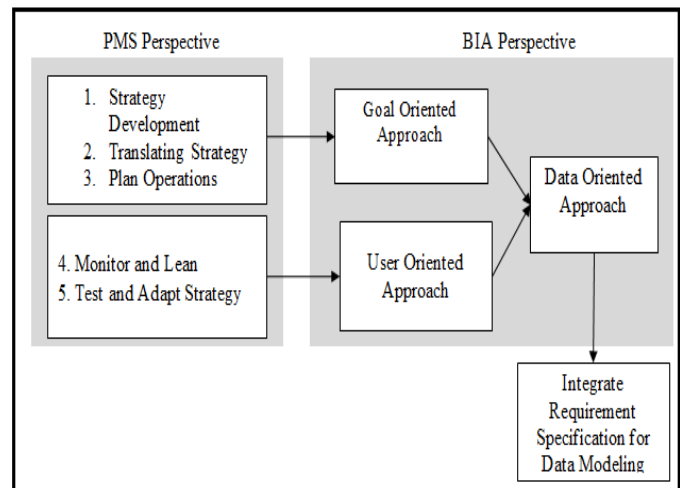 PMS Perspective
BIA Perspective
1. Strategy
Development
2. Translating Strategy
3. Plan Operations
Goal Oriented
Approach
Data Oriented
Approach
4. Monitor and Lean
5. Test and Adapt Strategy
User Oriented
Approach
Integrate
Requirement
Specification for
Data Modeling